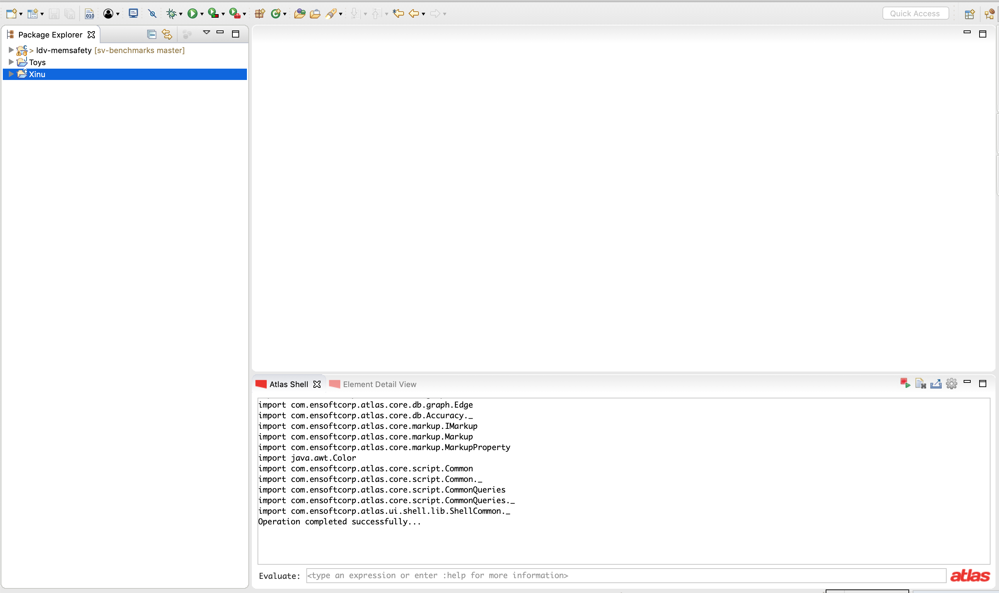 Quick Access
Package Explorer
> ldv-memsafety [sv-benchmarks master]
Toys
Xinu
Atlas Shell
Element Detail View
import com.ensoftcorp.atlas.core.db.graph.Edge
import com.ensoftcorp.atlas.core.db.Accuracy._
import com.ensoftcorp.atlas.core.markup.IMarkup
import com.ensoftcorp.atlas.core.markup.Markup
import com.ensoftcorp.atlas.core.markup.MarkupProperty
import java.awt.Color
import com.ensoftcorp.atlas.core.script.Common
import com.ensoftcorp.atlas.core.script.Common._
import com.ensoftcorp.atlas.core.script.CommonQueries
import com.ensoftcorp.atlas.core.script.CommonQueries._
import com.ensoftcorp.atlas.ui.shell.lib.ShellCommon._
Operation completed successfully...
Evaluate: <type an expression or enter :help for more information>
atlas